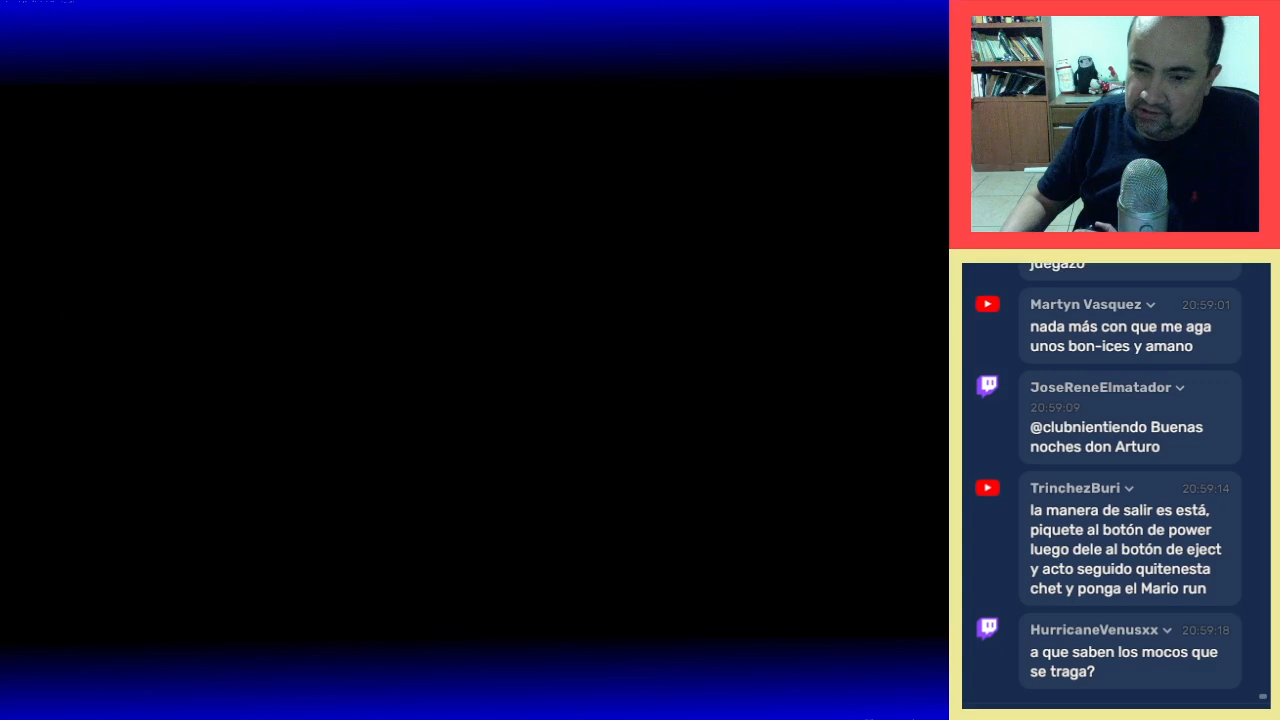 juegazo
Martyn Vasquez 20:59:01
nada más con que me aga
unos bon-ices y amano
JoseReneElmatador
20:59:09
@clubnientiendo Buenas
noches don Arturo
TrinchezBuri 20:59:14
la manera de salir es está,
piquete al botón de power
luego dele al botón de eject
y acto seguido quitenesta
chet y ponga el Mario run
HurricaneVenusxx 20:59:18
a que saben los mocos que
se traga?